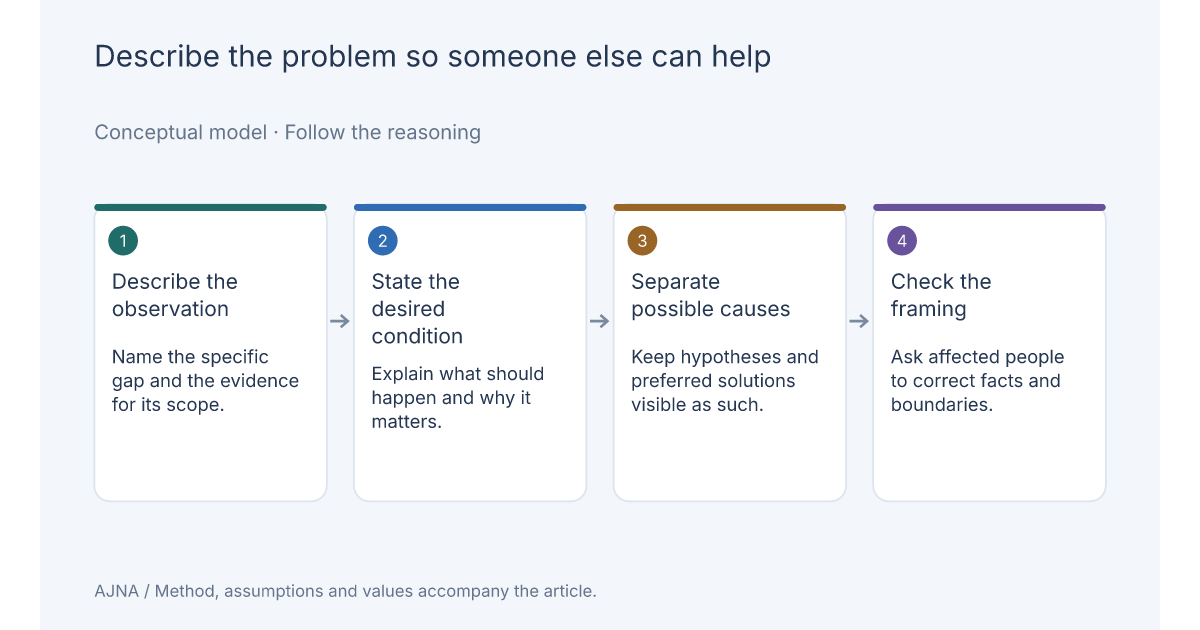 Describe the problem so someone else can help
Conceptual model · Follow the reasoning
1
Describe the
observation
Name the specific
gap and the evidence
for its scope.
2
State the
desired
condition
Explain what should
happen and why it
matters.
3
Separate
possible causes
Keep hypotheses and
preferred solutions
visible as such.
4
Check the
framing
Ask affected people
to correct facts and
boundaries.
AJNA / Method, assumptions and values accompany the article.